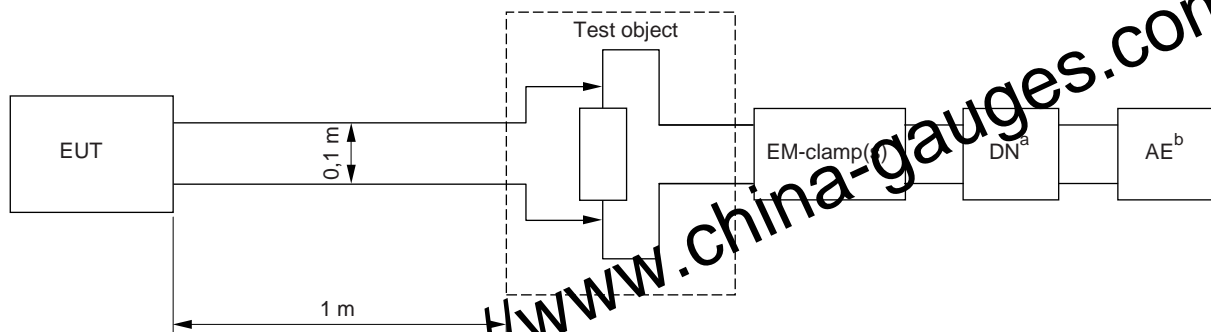 Test object
EUT
0,1 m
EM-clamp(s)
DNa
AEb
1 m
//www.china-gauges.com